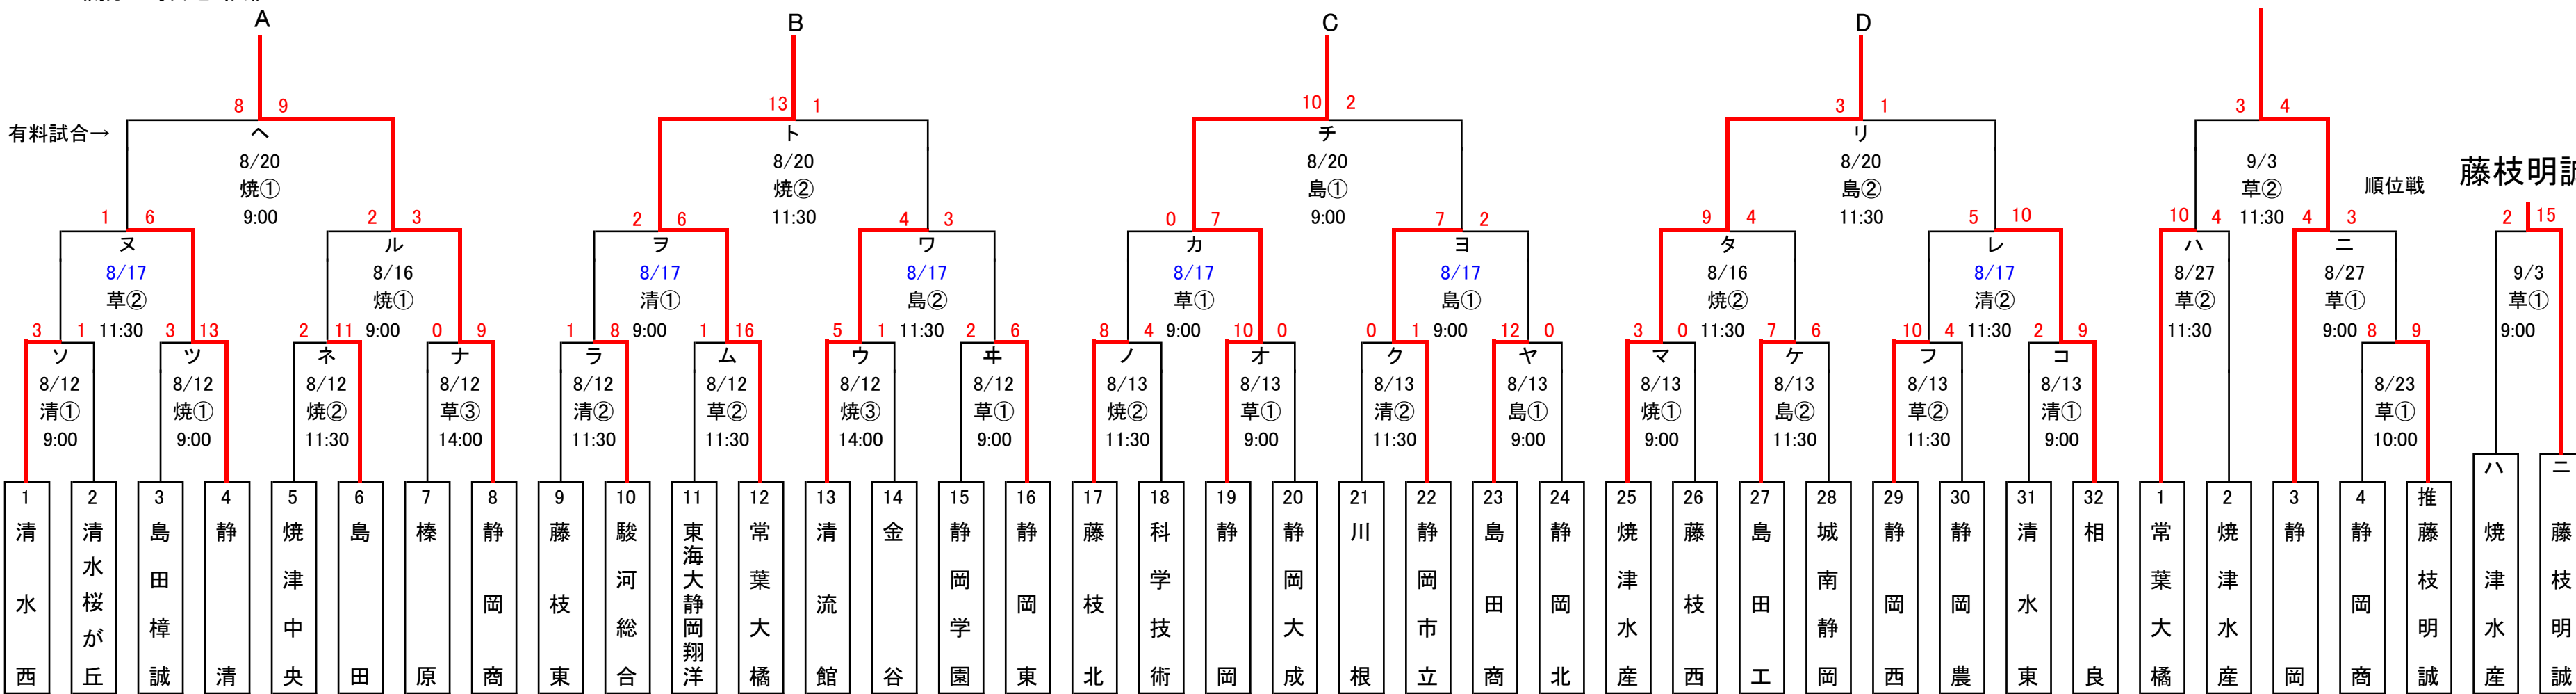 A
B
C
D
8 9
13 1
10 2
3 1
3 4
有料試合→
ヘ
8/20
焼①
9:00
ト
8/20
焼②
11:30
チ
8/20
島①
9:00
リ
8/20
島②
11:30
9/3
草②
11:30
順位戦
藤枝明誠
1 6
2 3
2 6
4 3
0 7
7 2
9 4
5 10
10 4
4 3
2 15
ヌ
8/17
草②
11:30
ル
8/16
焼①
9:00
ヲ
8/17
清①
9:00
ワ
8/17
島②
11:30
カ
8/17
草①
9:00
ヨ
8/17
島①
9:00
タ
8/16
焼②
11:30
レ
8/17
清②
11:30
ハ
8/27
草②
11:30
ニ
8/27
草①
9:00
9/3
草①
9:00
3 1
3 13
2 11
0 9
1 8
1 16
5 1
2 6
8 4
10 0
0 1
12 0
3 0
7 6
10 4
2 9
8 9
ソ
8/12
清①
9:00
ツ
8/12
焼①
9:00
ネ
8/12
焼②
11:30
ナ
8/12
草③
14:00
ラ
8/12
清②
11:30
ム
8/12
草②
11:30
ウ
8/12
焼③
14:00
ヰ
8/12
草①
9:00
ノ
8/13
焼②
11:30
オ
8/13
草①
9:00
ク
8/13
清②
11:30
ヤ
8/13
島①
9:00
マ
8/13
焼①
9:00
ケ
8/13
島②
11:30
フ
8/13
草②
11:30
コ
8/13
清①
9:00
8/23
草①
10:00
1 清水西
2 清水桜が丘
3 島田樟誠
4 静清
5 焼津中央
6 島田
7 榛原
8 静岡商
9 藤枝東
10 駿河総合
11 東海大静岡翔洋
12 常葉大橘
13 清流館
14 金谷
15 静岡学園
16 静岡東
17 藤枝北
18 科学技術
19 静岡
20 静岡大成
21 川根
22 静岡市立
23 島田商
24 静岡北
25 焼津水産
26 藤枝西
27 島田工
28 城南静岡
29 静岡西
30 静岡農
31 清水東
32 相良
1 常葉大橘
2 焼津水産
3 静岡
4 静岡商
推 藤枝明誠
ハ 焼津水産
ニ 藤枝明誠